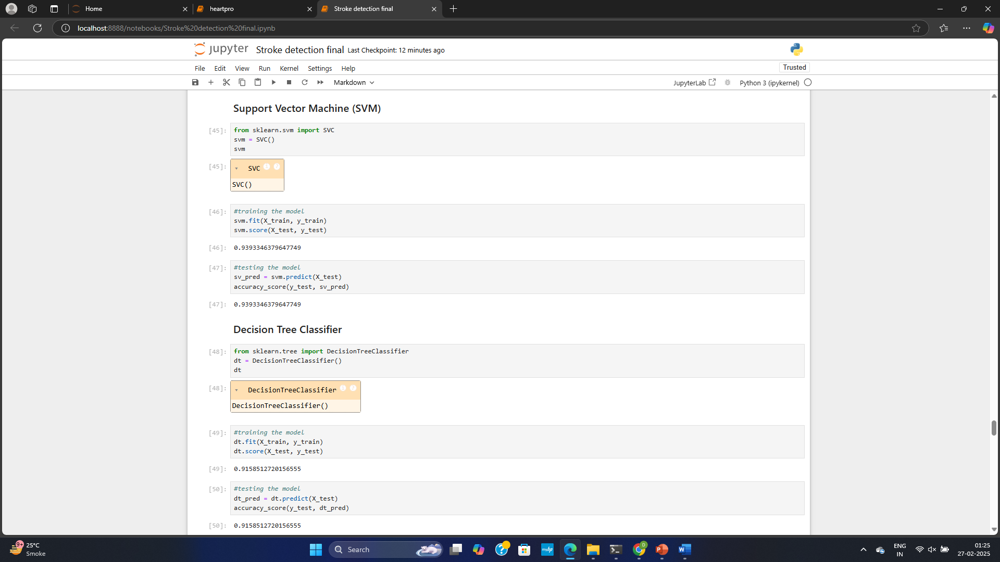 Home
heartpro
Stroke detection final
localhost:8888/notebooks/Stroke%20detection%20final.ipynb
jupyter Stroke detection final Last Checkpoint: 12 minutes ago
File Edit View Run Kernel Settings Help
Trusted
Markdown
JupyterLab
Python 3 (ipykernel)
Support Vector Machine (SVM)
[45]: from sklearn.svm import SVC
svm = SVC()
svm
[45]: SVC i ?
SVC()
[46]: #training the model
svm.fit(X_train, y_train)
svm.score(X_test, y_test)
[46]: 0.9393346379647749
[47]: #testing the model
sv_pred = svm.predict(X_test)
accuracy_score(y_test, sv_pred)
[47]: 0.9393346379647749
Decision Tree Classifier
[48]: from sklearn.tree import DecisionTreeClassifier
dt = DecisionTreeClassifier()
dt
[48]: DecisionTreeClassifier i ?
DecisionTreeClassifier()
[49]: #training the model
dt.fit(X_train, y_train)
dt.score(X_test, y_test)
[49]: 0.9158512720156555
[50]: #testing the model
dt_pred = dt.predict(X_test)
accuracy_score(y_test, dt_pred)
[50]: 0.9158512720156555
9+
25°C
Smoke
Search
myhp
D
P
W
ENG
IN
01:25
27-02-2025